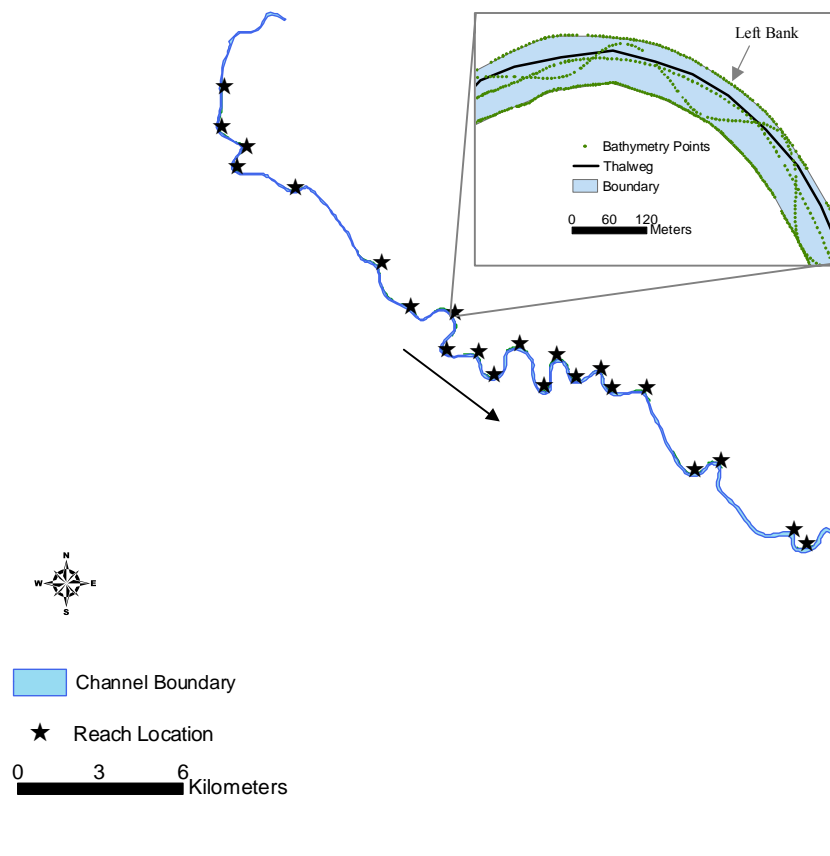 Left Bank
Bathymetry Points
Thalweg
Boundary
0 60 120
Meters
N
W E
S
Channel Boundary
Reach Location
0 3 6
Kilometers